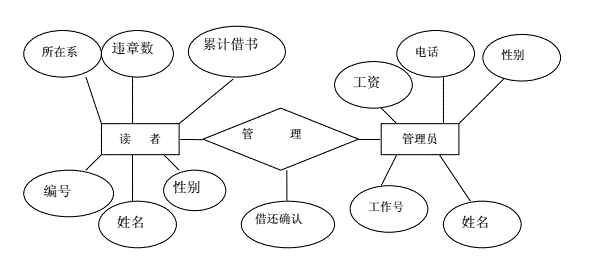 所在系
违章数
累计借书
电话
性别
工资
读 者
管 理
管理员
编号
性别
姓名
借还确认
工作号
姓名